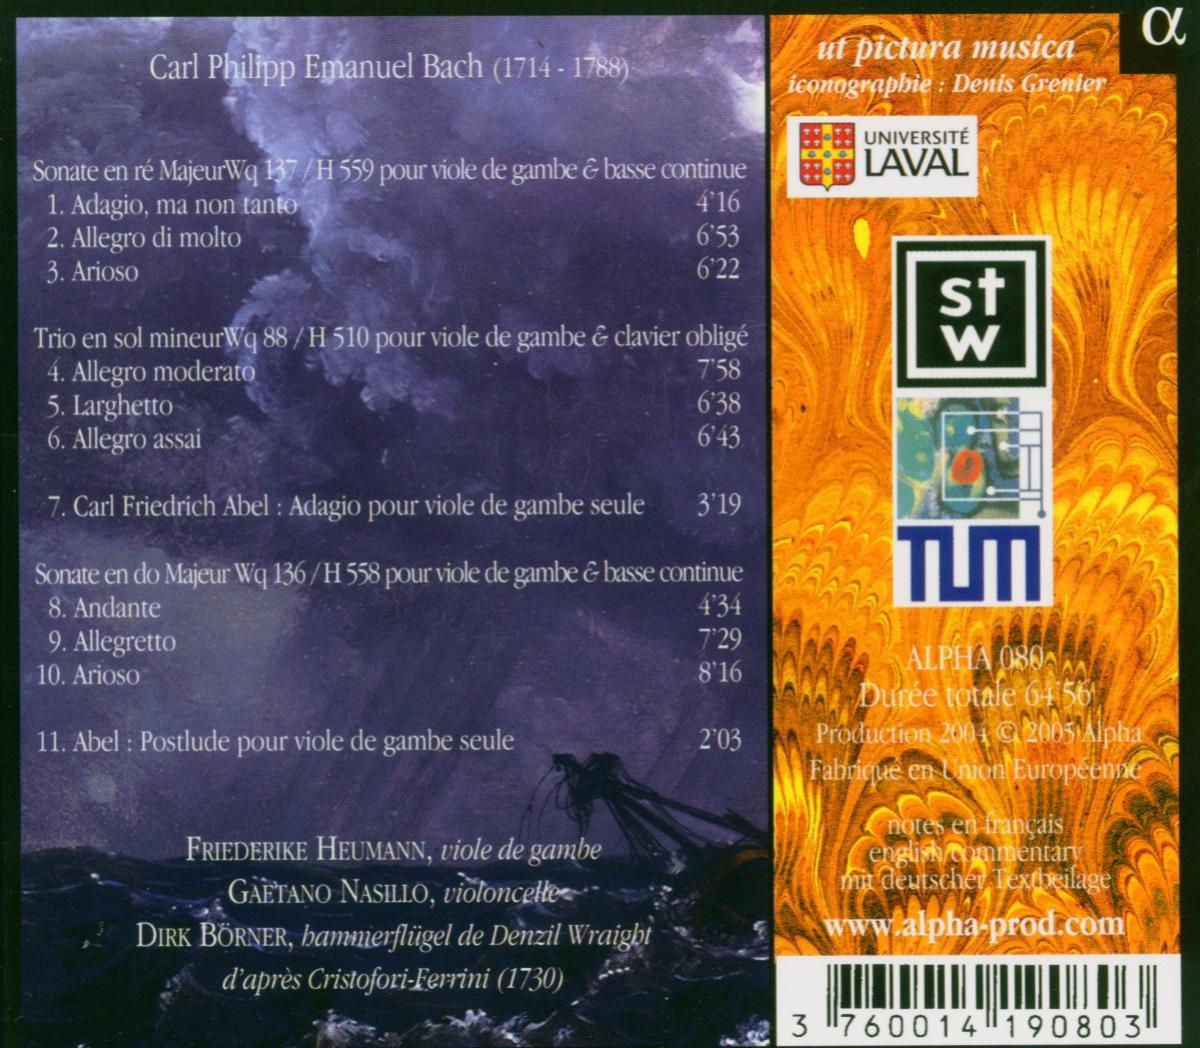 Carl Philipp Emanuel Bach (1714 - 1788)
Sonate en ré Majeur Wq 137 / H 559 pour viole de gambe & basse continue
1. Adagio, ma non tanto 4’16
2. Allegro di molto 6’53
3. Arioso 6’22
Trio en sol mineur Wq 88 / H 510 pour viole de gambe & clavier obligé
4. Allegro moderato 7’58
5. Larghetto 6’38
6. Allegro assai 6’43
7. Carl Friedrich Abel : Adagio pour viole de gambe seule 3’19
Sonate en do Majeur Wq 136 / H 558 pour viole de gambe & basse continue
8. Andante 4’34
9. Allegretto 7’29
10. Arioso 8’16
11. Abel : Postlude pour viole de gambe seule 2’03
FRIEDERIKE HEUMANN, viole de gambe
GAETANO NASILLO, violoncelle
DIRK BÖRNER, hammerflügel de Denzil Wraight
d’après Cristofori-Ferrini (1730)
α
ut pictura musica
iconographie : Denis Grenier
UNIVERSITÉ
LAVAL
st
w
TUM
ALPHA 080
Durée totale 64’56
Production 2004 © 2005 Alpha
Fabriqué en Union Européenne
notes en français
english commentary
mit deutscher Textbeilage
www.alpha-prod.com
3 760014 190803